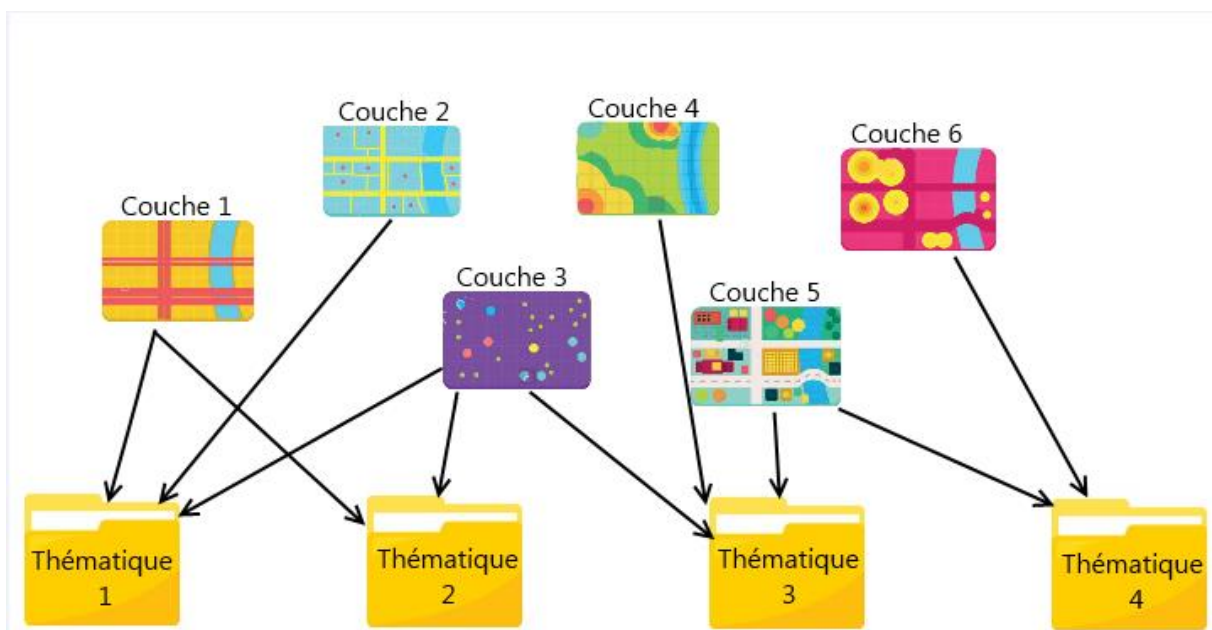 Couche 1
Couche 2
Couche 3
Couche 4
Couche 5
Couche 6
Thématique
1
Thématique
2
Thématique
3
Thématique
4